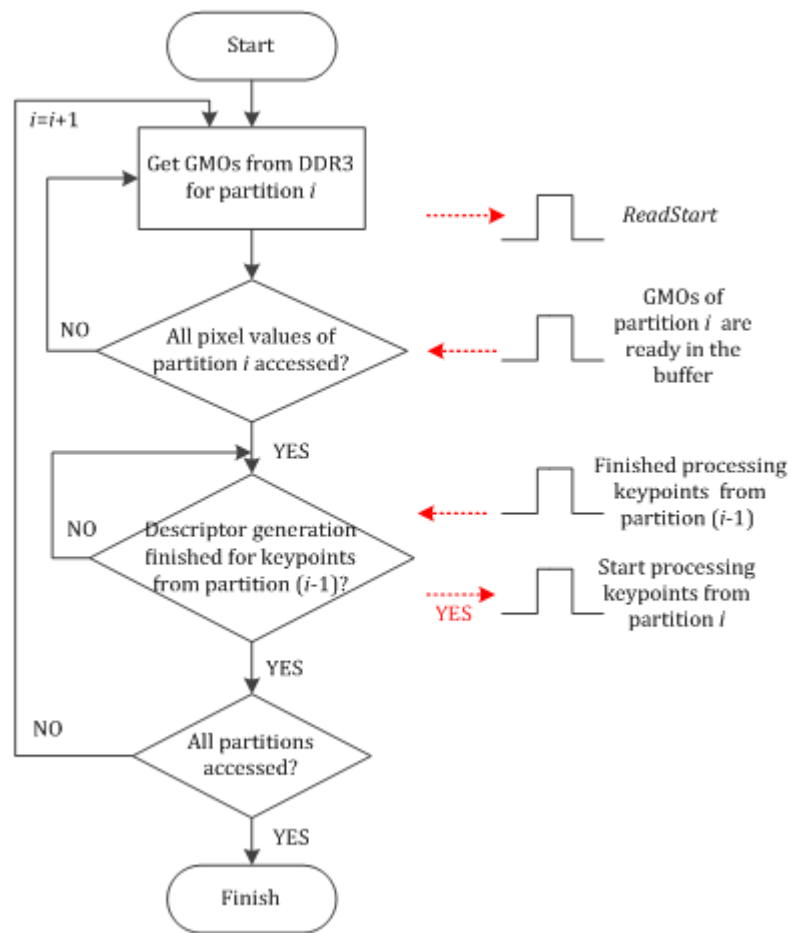 Start
i=i+1
Get GMOs from DDR3
for partition i
ReadStart
NO
All pixel values of
partition i accessed?
GMOs of
partition i are
ready in the
buffer
YES
NO
Descriptor generation
finished for keypoints
from partition (i-1)?
Finished processing
keypoints from
partition (i-1)
YES
Start processing
keypoints from
partition i
YES
NO
All partitions
accessed?
YES
Finish